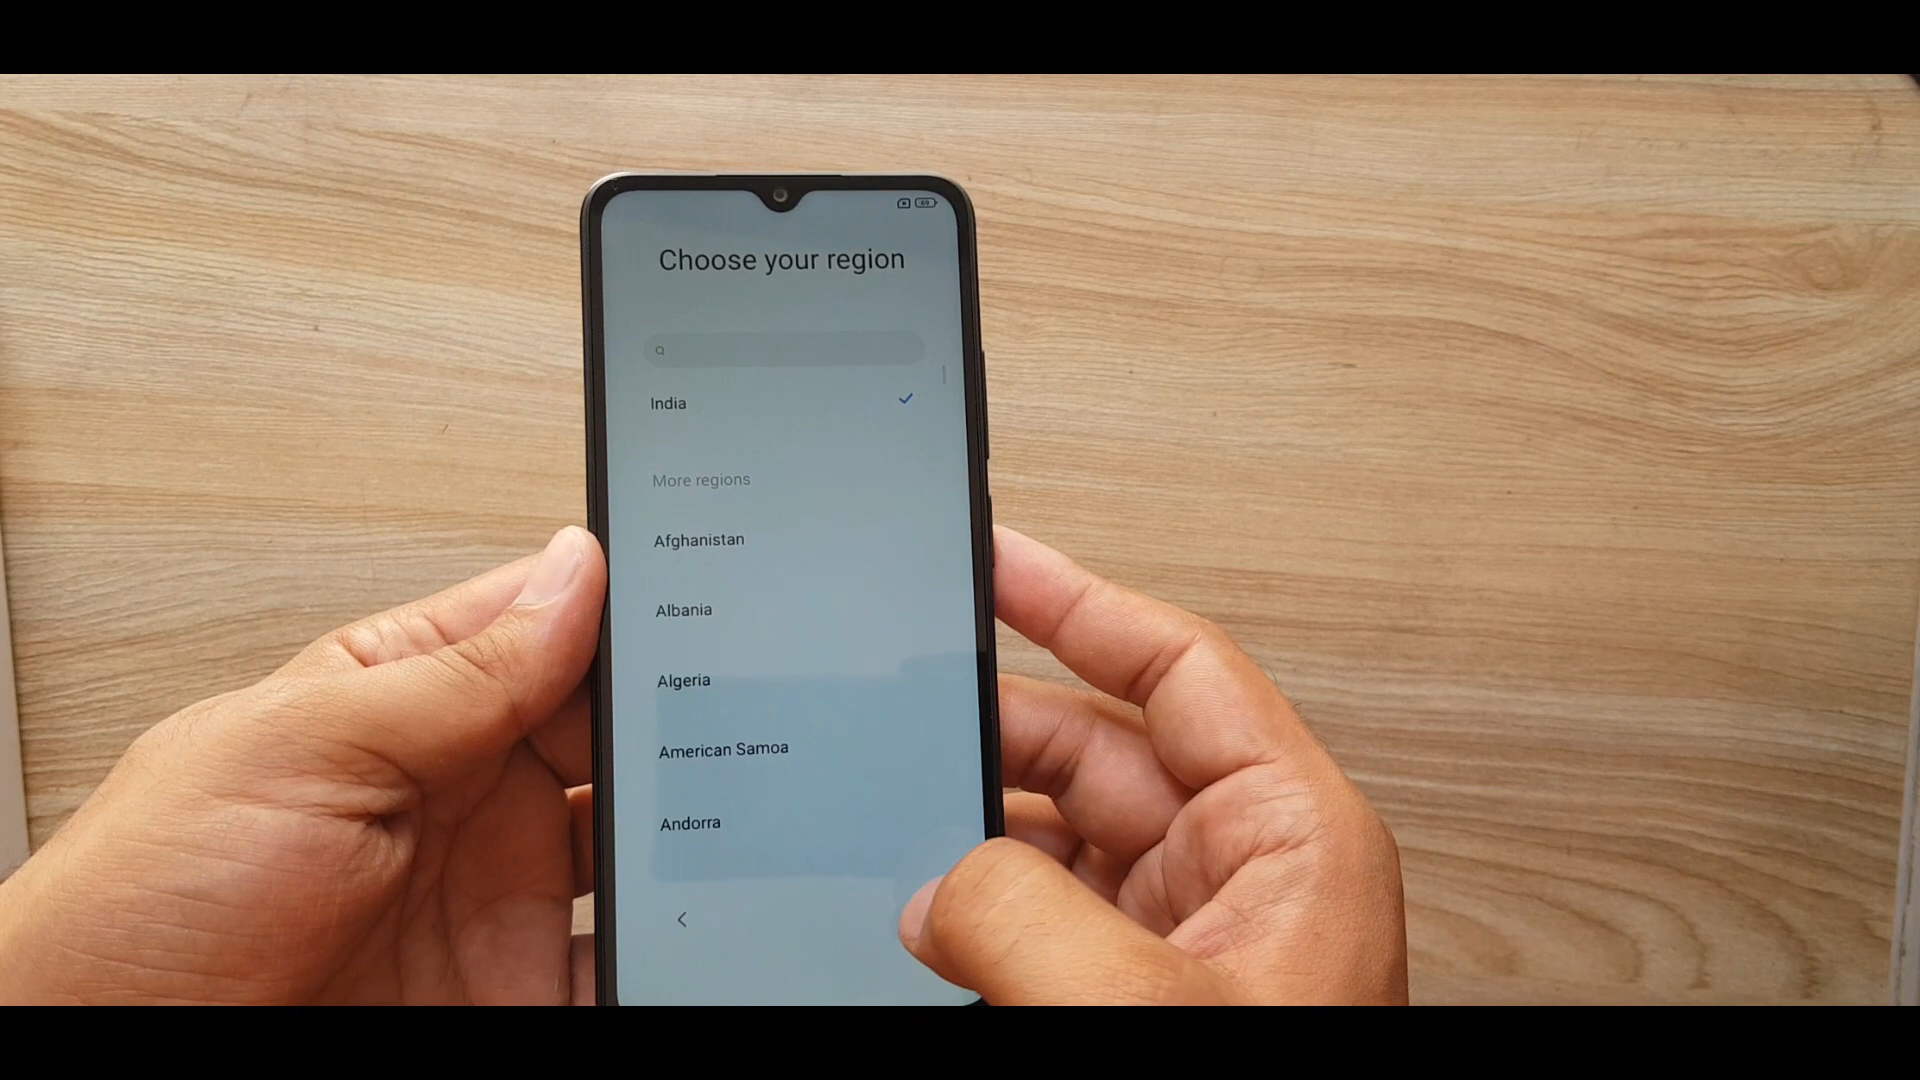 Choose your region
India
More regions
Afghanistan
Albania
Algeria
American Samoa
Andorra